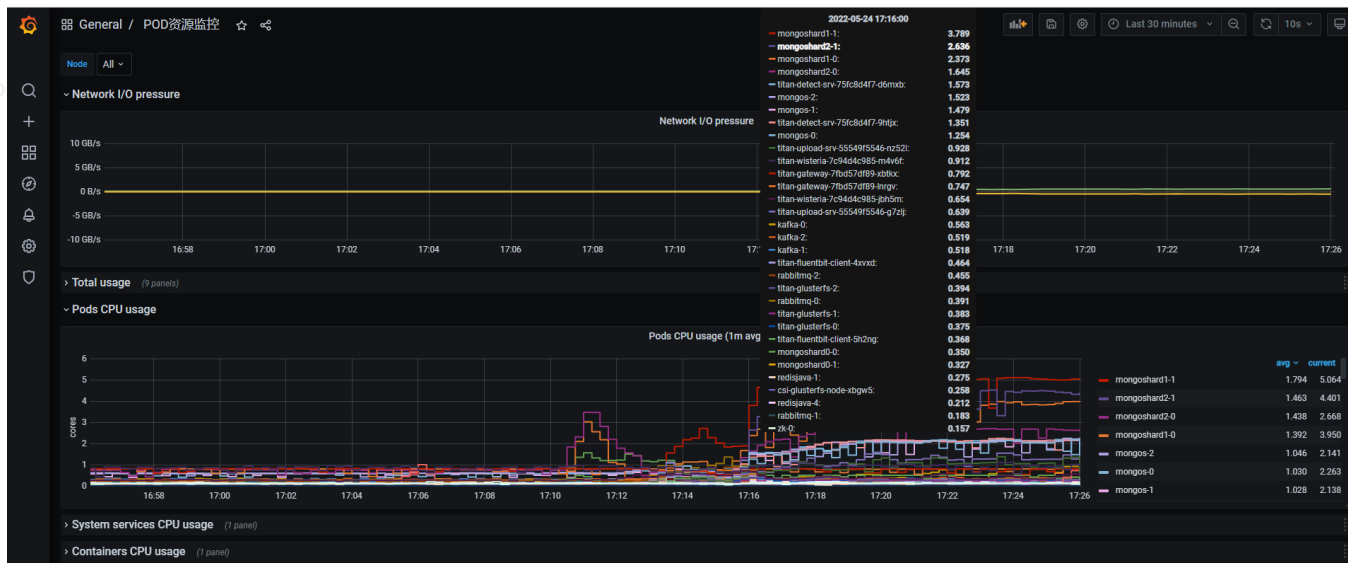 General / POD资源监控
Last 30 minutes
10s
Node All
Network I/O pressure
Network I/O pressure
10 GB/s
5 GB/s
0 B/s
-5 GB/s
-10 GB/s
16:58 17:00 17:02 17:04 17:06 17:08 17:10 17: 17:18 17:20 17:22 17:24 17:26
2022-05-24 17:16:00
mongoshard1-1: 3.789
mongoshard2-1: 2.636
mongoshard1-0: 2.373
mongoshard2-0: 1.645
titan-detect-srv-75fc8d4f7-d6mxb: 1.573
mongos-2: 1.523
mongos-1: 1.479
titan-detect-srv-75fc8d4f7-9htjx: 1.351
mongos-0: 1.254
titan-upload-srv-55549f5546-nz52l: 0.928
titan-wisteria-7c94d4c985-m4v6f: 0.912
titan-gateway-7fbd57df89-xbtkx: 0.792
titan-gateway-7fbd57df89-lnrgv: 0.747
titan-wisteria-7c94d4c985-jbh5m: 0.654
titan-upload-srv-55549f5546-g7zlj: 0.639
kafka-0: 0.563
kafka-2: 0.519
kafka-1: 0.518
titan-fluentbit-client-4xvxd: 0.464
rabbitmq-2: 0.455
titan-glusterfs-2: 0.394
rabbitmq-0: 0.391
titan-glusterfs-1: 0.383
titan-glusterfs-0: 0.375
titan-fluentbit-client-5h2ng: 0.368
mongoshard0-0: 0.350
mongoshard0-1: 0.327
redisjava-1: 0.275
csi-glusterfs-node-xbgw5: 0.258
redisjava-4: 0.212
rabbitmq-1: 0.183
zk-0: 0.157
Total usage (9 panels)
Pods CPU usage
Pods CPU usage (1m avg
cores
6
5
4
3
2
1
0
16:58 17:00 17:02 17:04 17:06 17:08 17:10 17:12 17:14 17:16 17:18 17:20 17:22 17:24 17:26
avg current
mongoshard1-1 1.794 5.064
mongoshard2-1 1.463 4.401
mongoshard2-0 1.438 2.668
mongoshard1-0 1.392 3.950
mongos-2 1.046 2.141
mongos-0 1.030 2.263
mongos-1 1.028 2.138
System services CPU usage (1 panel)
Containers CPU usage (1 panel)